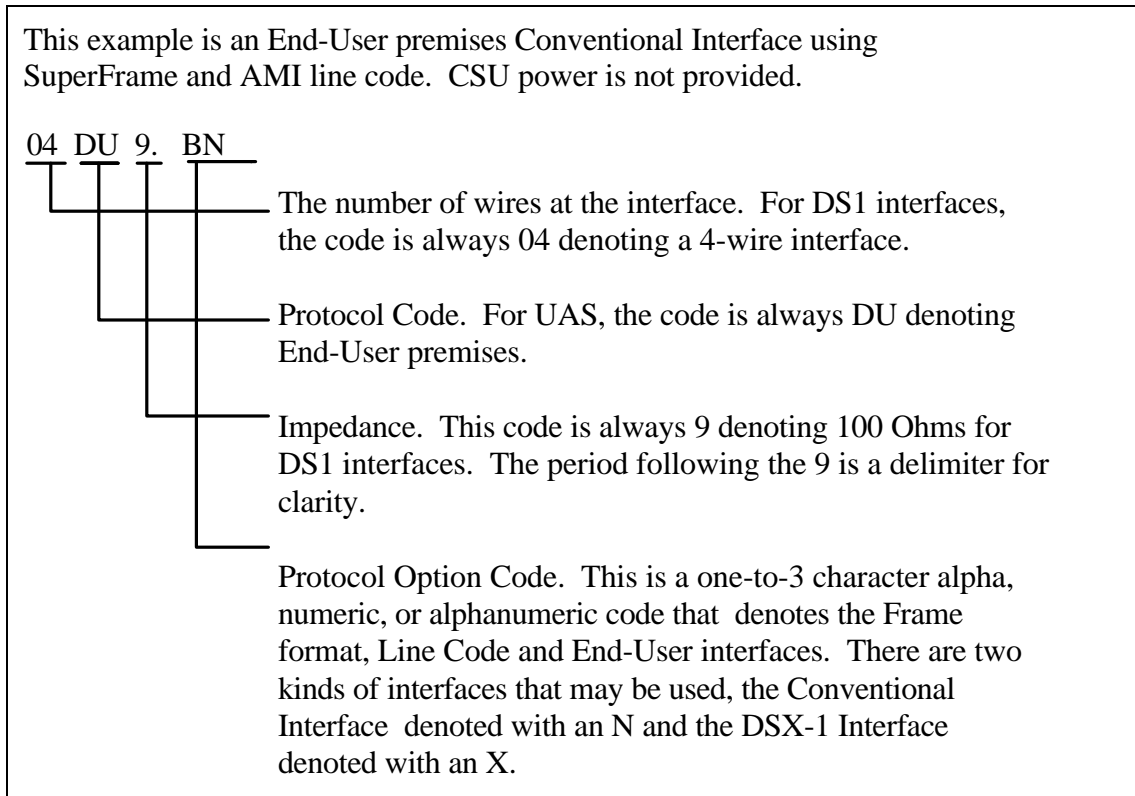 This example is an End-User premises Conventional Interface using
SuperFrame and AMI line code. CSU power is not provided.
04 DU 9. BN
The number of wires at the interface. For DS1 interfaces,
the code is always 04 denoting a 4-wire interface.
Protocol Code. For UAS, the code is always DU denoting
End-User premises.
Impedance. This code is always 9 denoting 100 Ohms for
DS1 interfaces. The period following the 9 is a delimiter for
clarity.
Protocol Option Code. This is a one-to-3 character alpha,
numeric, or alphanumeric code that denotes the Frame
format, Line Code and End-User interfaces. There are two
kinds of interfaces that may be used, the Conventional
Interface denoted with an N and the DSX-1 Interface
denoted with an X.